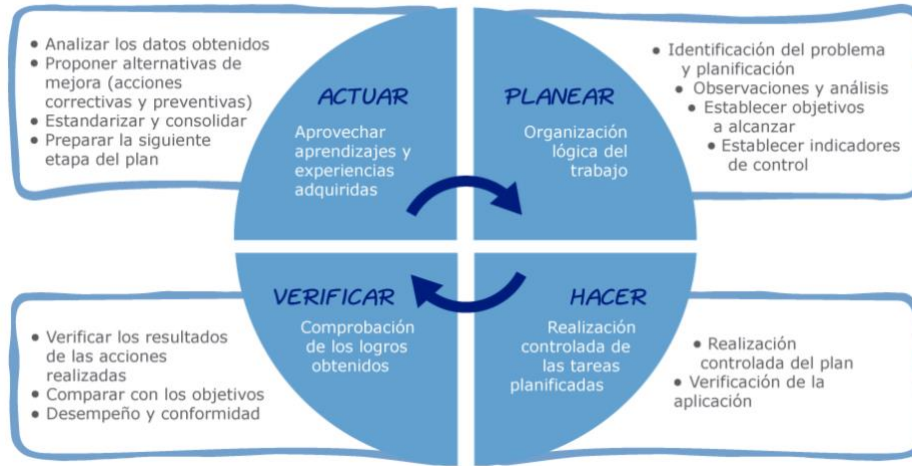 ● Analizar los datos obtenidos
● Proponer alternativas de
mejora (acciones
correctivas y preventivas)
● Estandarizar y consolidar
● Preparar la siguiente
etapa del plan
ACTUAR
Aprovechar
aprendizajes y
experiencias
adquiridas
PLANEAR
Organización
lógica del
trabajo
● Identificación del problema
y planificación
● Observaciones y análisis
● Establecer objetivos
a alcanzar
● Establecer indicadores
de control
● Verificar los resultados
de las acciones
realizadas
● Comparar con los objetivos
● Desempeño y conformidad
VERIFICAR
Comprobación
de los logros
obtenidos
HACER
Realización
controlada de
las tareas
planificadas
● Realización
controlada del plan
● Verificación de la
aplicación